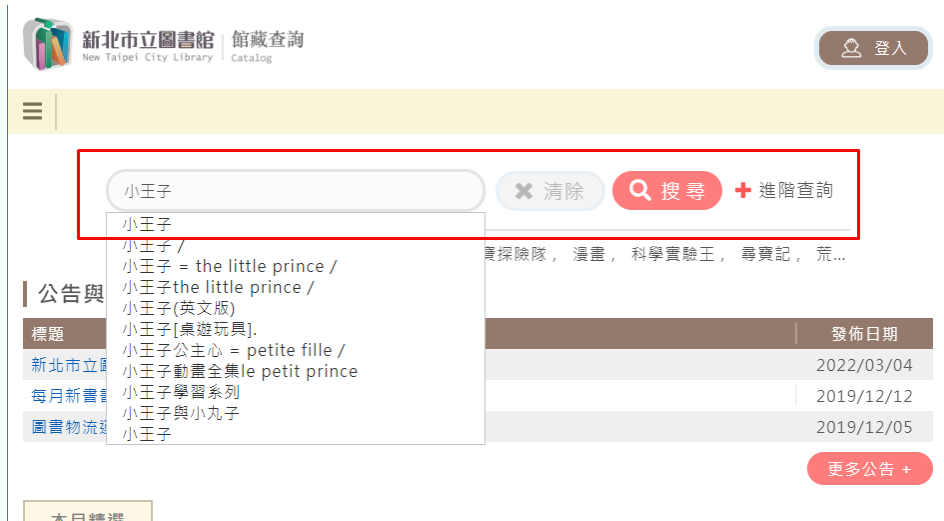 新北市立圖書館 館藏查詢
New Taipei City Library Catalog
登入
小王子 清除 搜尋 進階查詢
小王子
小王子 /
寶探險隊, 漫畫, 科學實驗王, 尋寶記, 荒...
小王子 = the little prince /
小王子the little prince /
公告與
小王子(英文版)
小王子[桌遊玩具].
標題 發佈日期
小王子公主心 = petite fille /
新北市立 2022/03/04
小王子動畫全集le petit prince
小王子學習系列
每月新書 2019/12/12
小王子與小丸子
圖書物流 2019/12/05
小王子
更多公告 +
本月精選